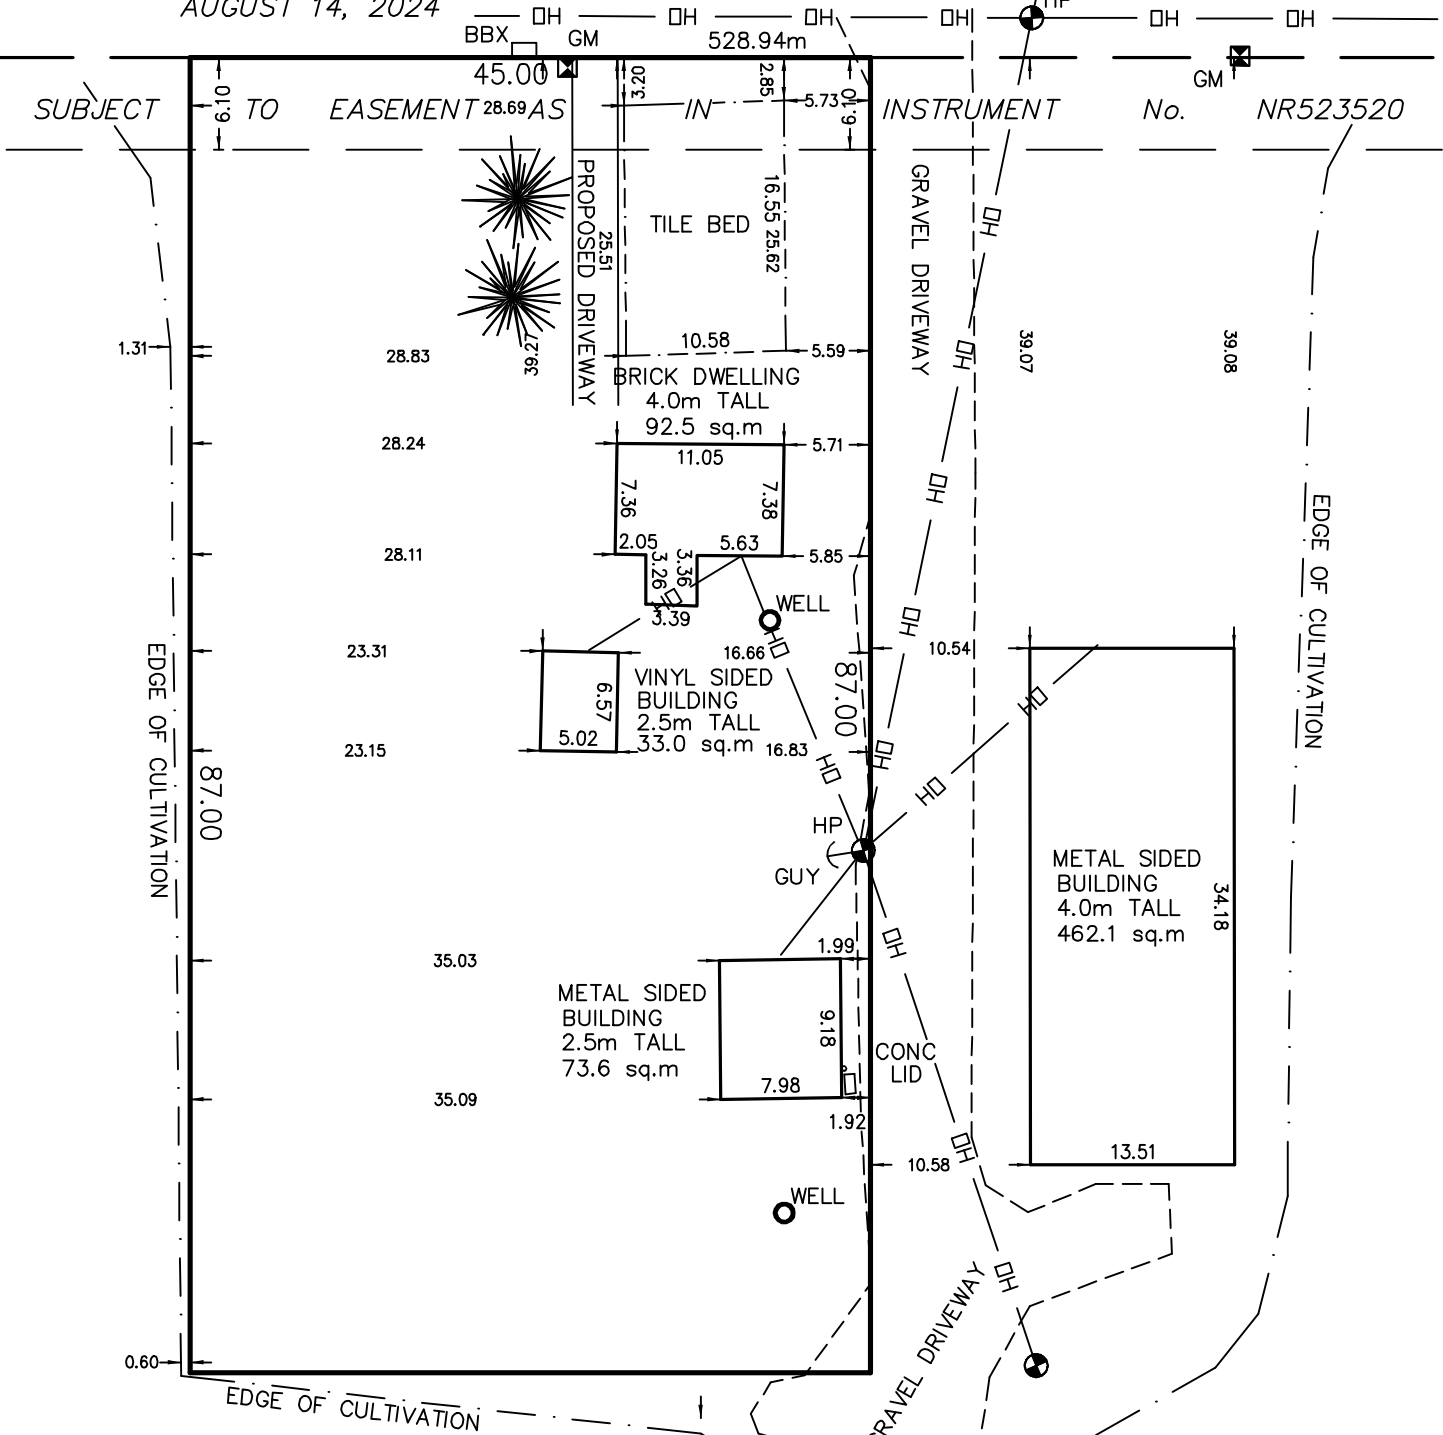 AUGUST 14, 2024
OH OH OH OH HP OH OH
BBX GM 528.94m
45.00 GM
6.10 3.20 2.85 5.73 6.10
SUBJECT TO EASEMENT 28.69 AS IN INSTRUMENT No. NR523520
PROPOSED DRIVEWAY
TILE BED
25.51
16.55 25.62
GRAVEL DRIVEWAY
OH
39.27
39.07
39.08
1.31
28.83
10.58
5.59
OH
BRICK DWELLING
4.0m TALL
92.5 sq.m
28.24
11.05
5.71
7.36
7.38
OH
EDGE OF CULTIVATION
28.11
2.05
5.63
5.85
3.26
3.36
OH
3.39
WELL
OH
OH
23.31
16.66
10.54
EDGE OF CULTIVATION
VINYL SIDED
BUILDING
2.5m TALL
33.0 sq.m
6.57
5.02
87.00
OH
23.15
16.83
OH
OH
OH
87.00
HP
GUY
METAL SIDED
BUILDING
4.0m TALL
462.1 sq.m
34.18
35.03
1.99
OH
METAL SIDED
BUILDING
2.5m TALL
73.6 sq.m
9.18
7.98
CONC
LID
35.09
1.92
OH
10.58
13.51
WELL
OH
GRAVEL DRIVEWAY
0.60
EDGE OF CULTIVATION